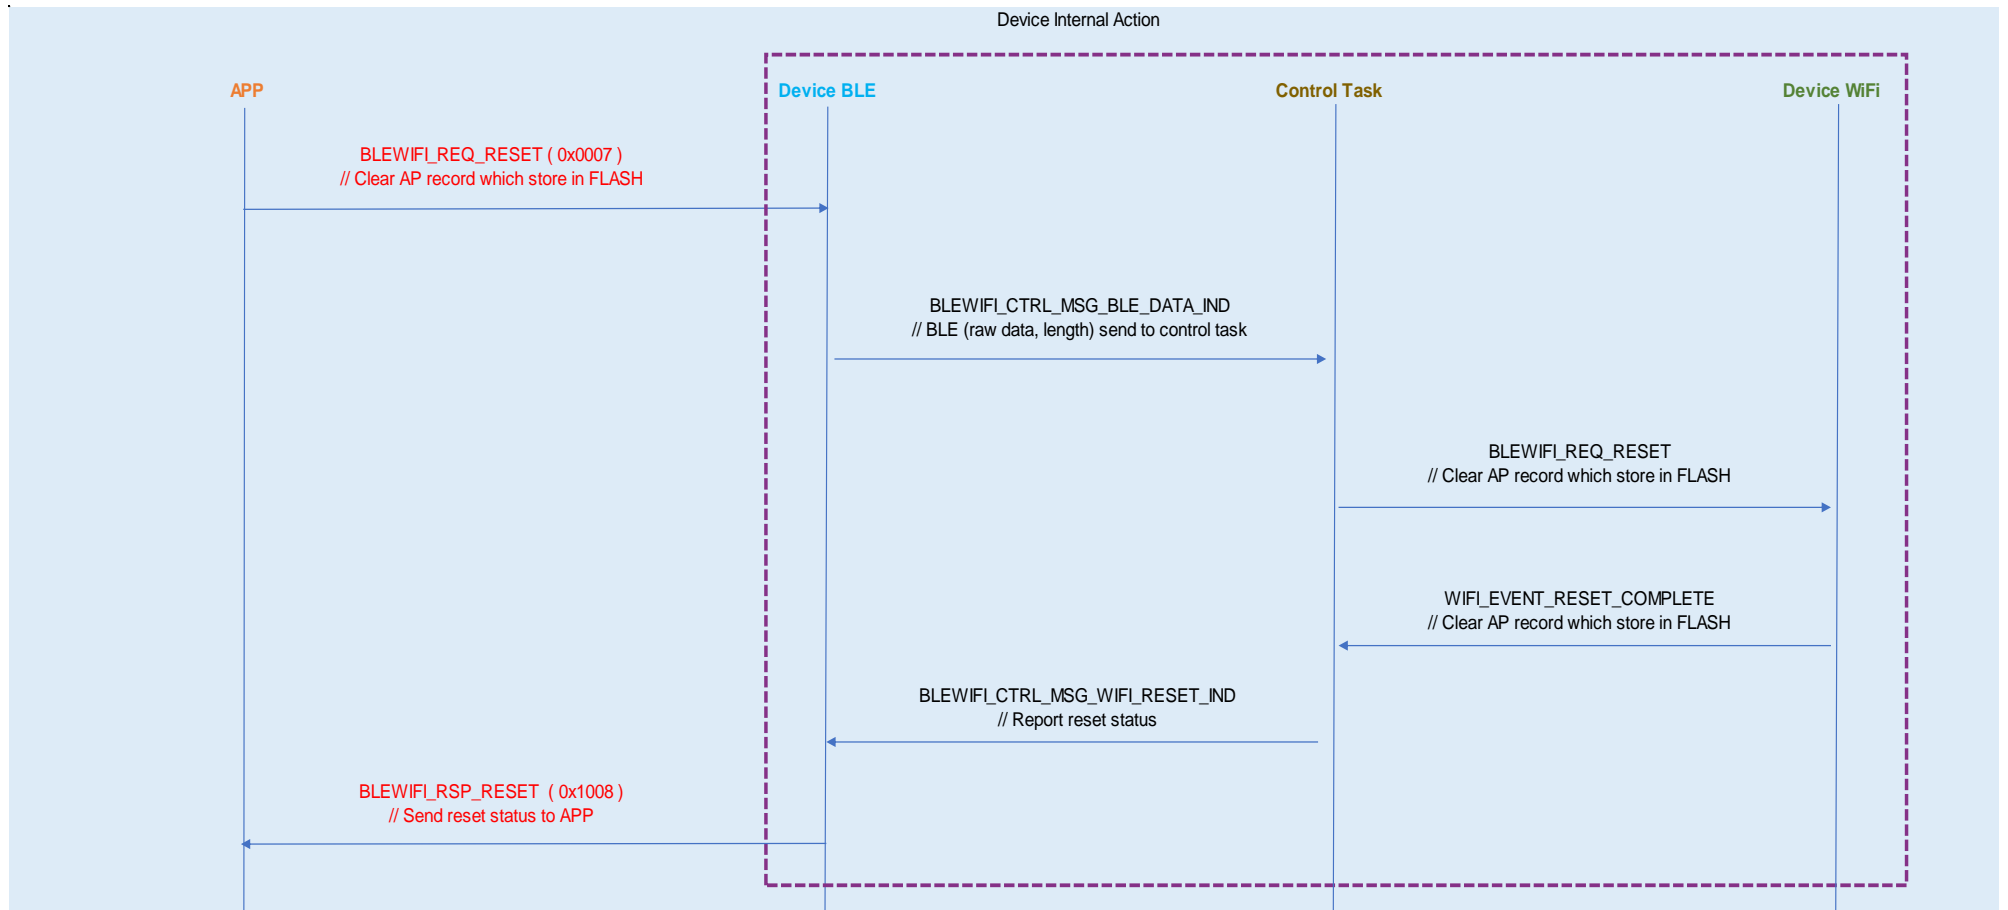 Device Internal Action
APP
Device BLE
Control Task
Device WiFi
BLEWIFI_REQ_RESET ( 0x0007 )
// Clear AP record which store in FLASH
BLEWIFI_CTRL_MSG_BLE_DATA_IND
// BLE (raw data, length) send to control task
BLEWIFI_REQ_RESET
// Clear AP record which store in FLASH
WIFI_EVENT_RESET_COMPLETE
// Clear AP record which store in FLASH
BLEWIFI_CTRL_MSG_WIFI_RESET_IND
// Report reset status
BLEWIFI_RSP_RESET ( 0x1008 )
// Send reset status to APP